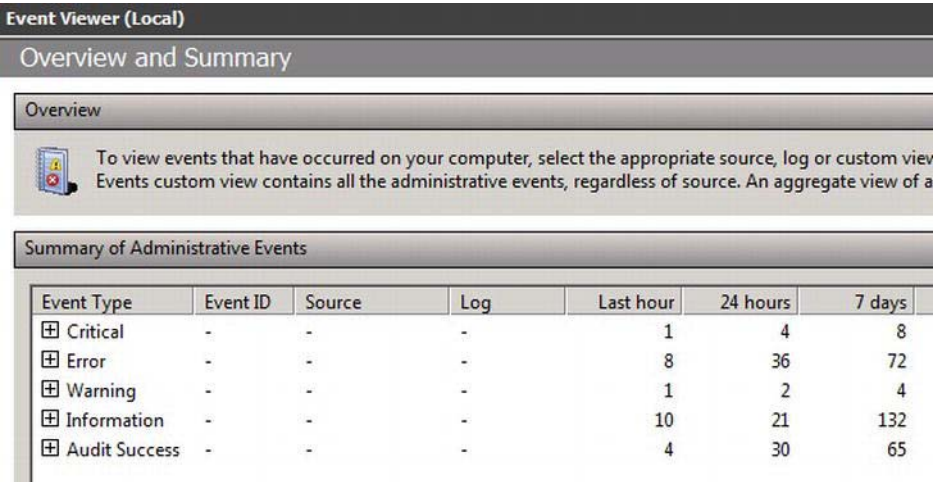 Event Viewer (Local)
Overview and Summary
Overview
To view events that have occurred on your computer, select the appropriate source, log or custom view
Events custom view contains all the administrative events, regardless of source. An aggregate view of a
Summary of Administrative Events
Event Type Event ID Source Log Last hour 24 hours 7 days
Critical - - - 1 4 8
Error - - - 8 36 72
Warning - - - 1 2 4
Information - - - 10 21 132
Audit Success - - - 4 30 65